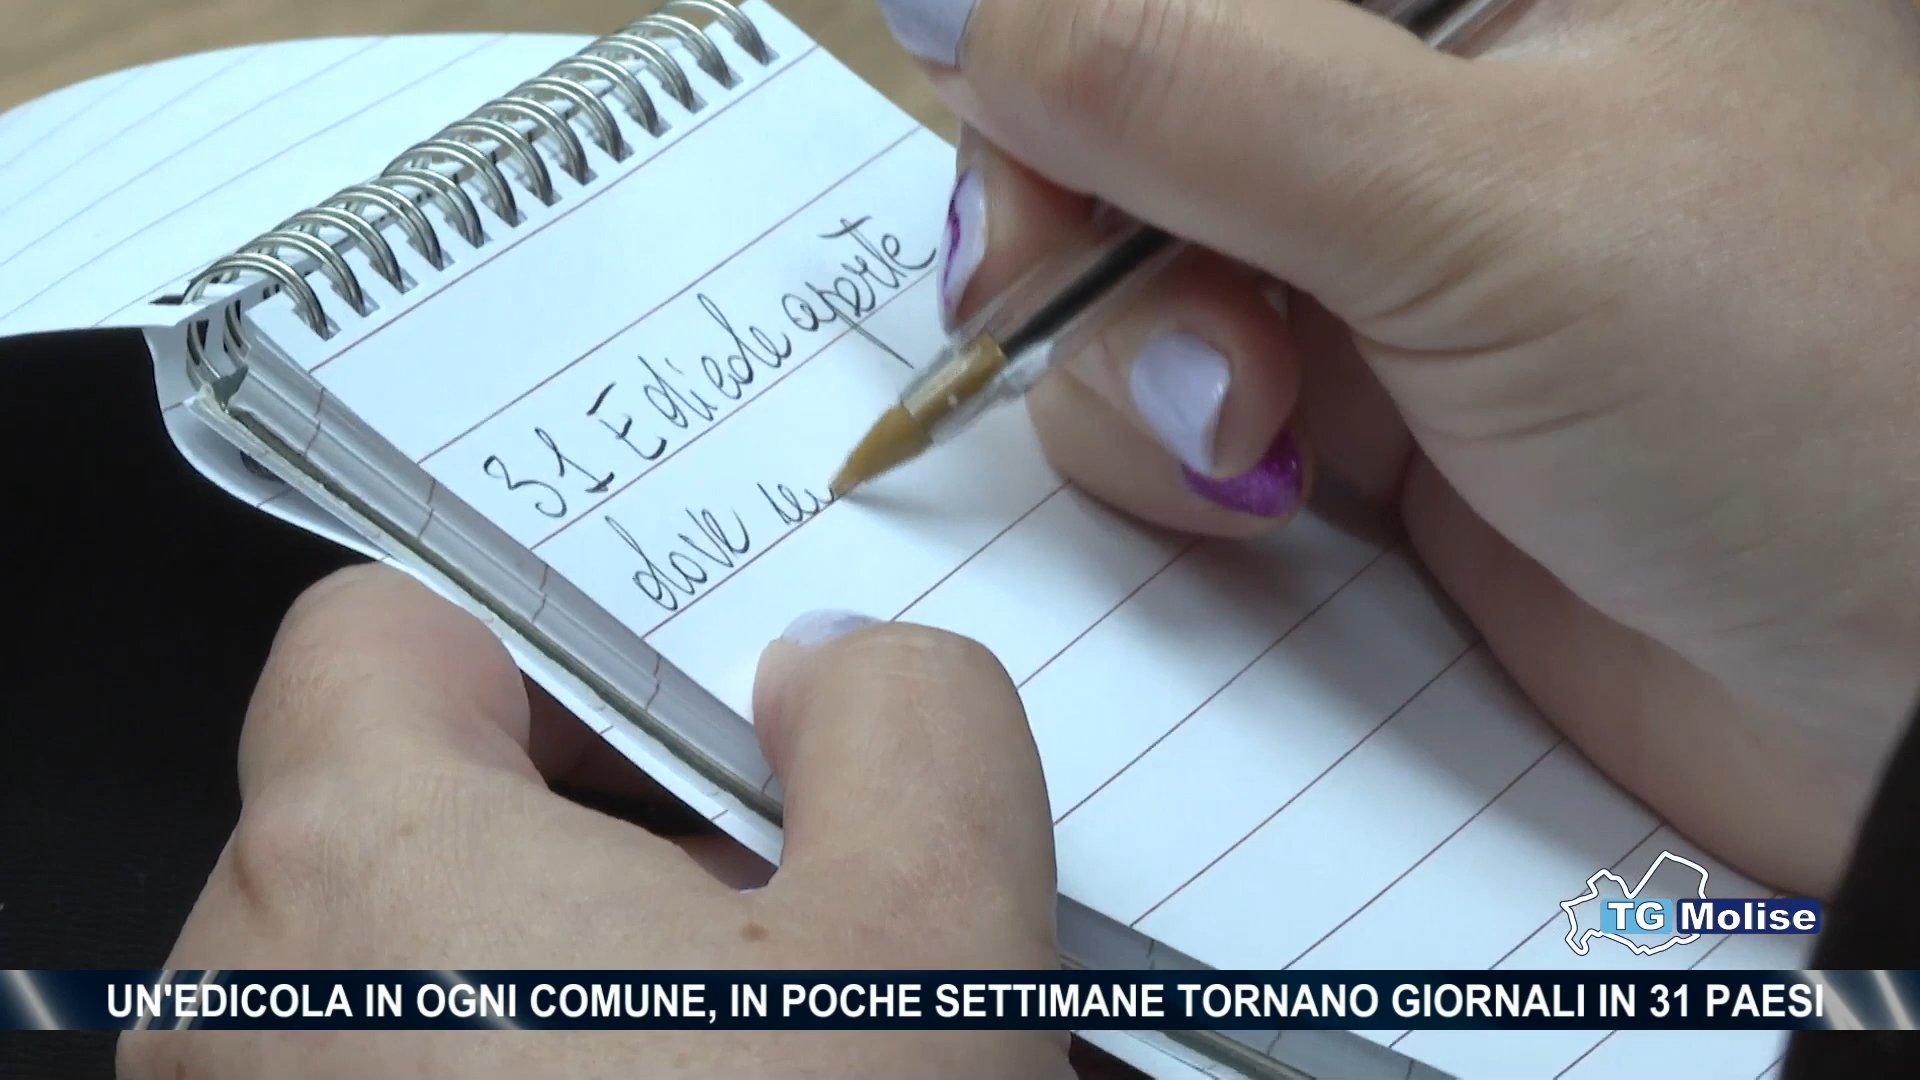 31 Edicole aperte
dove
TG Molise
UN'EDICOLA IN OGNI COMUNE, IN POCHE SETTIMANE TORNANO GIORNALI IN 31 PAESI